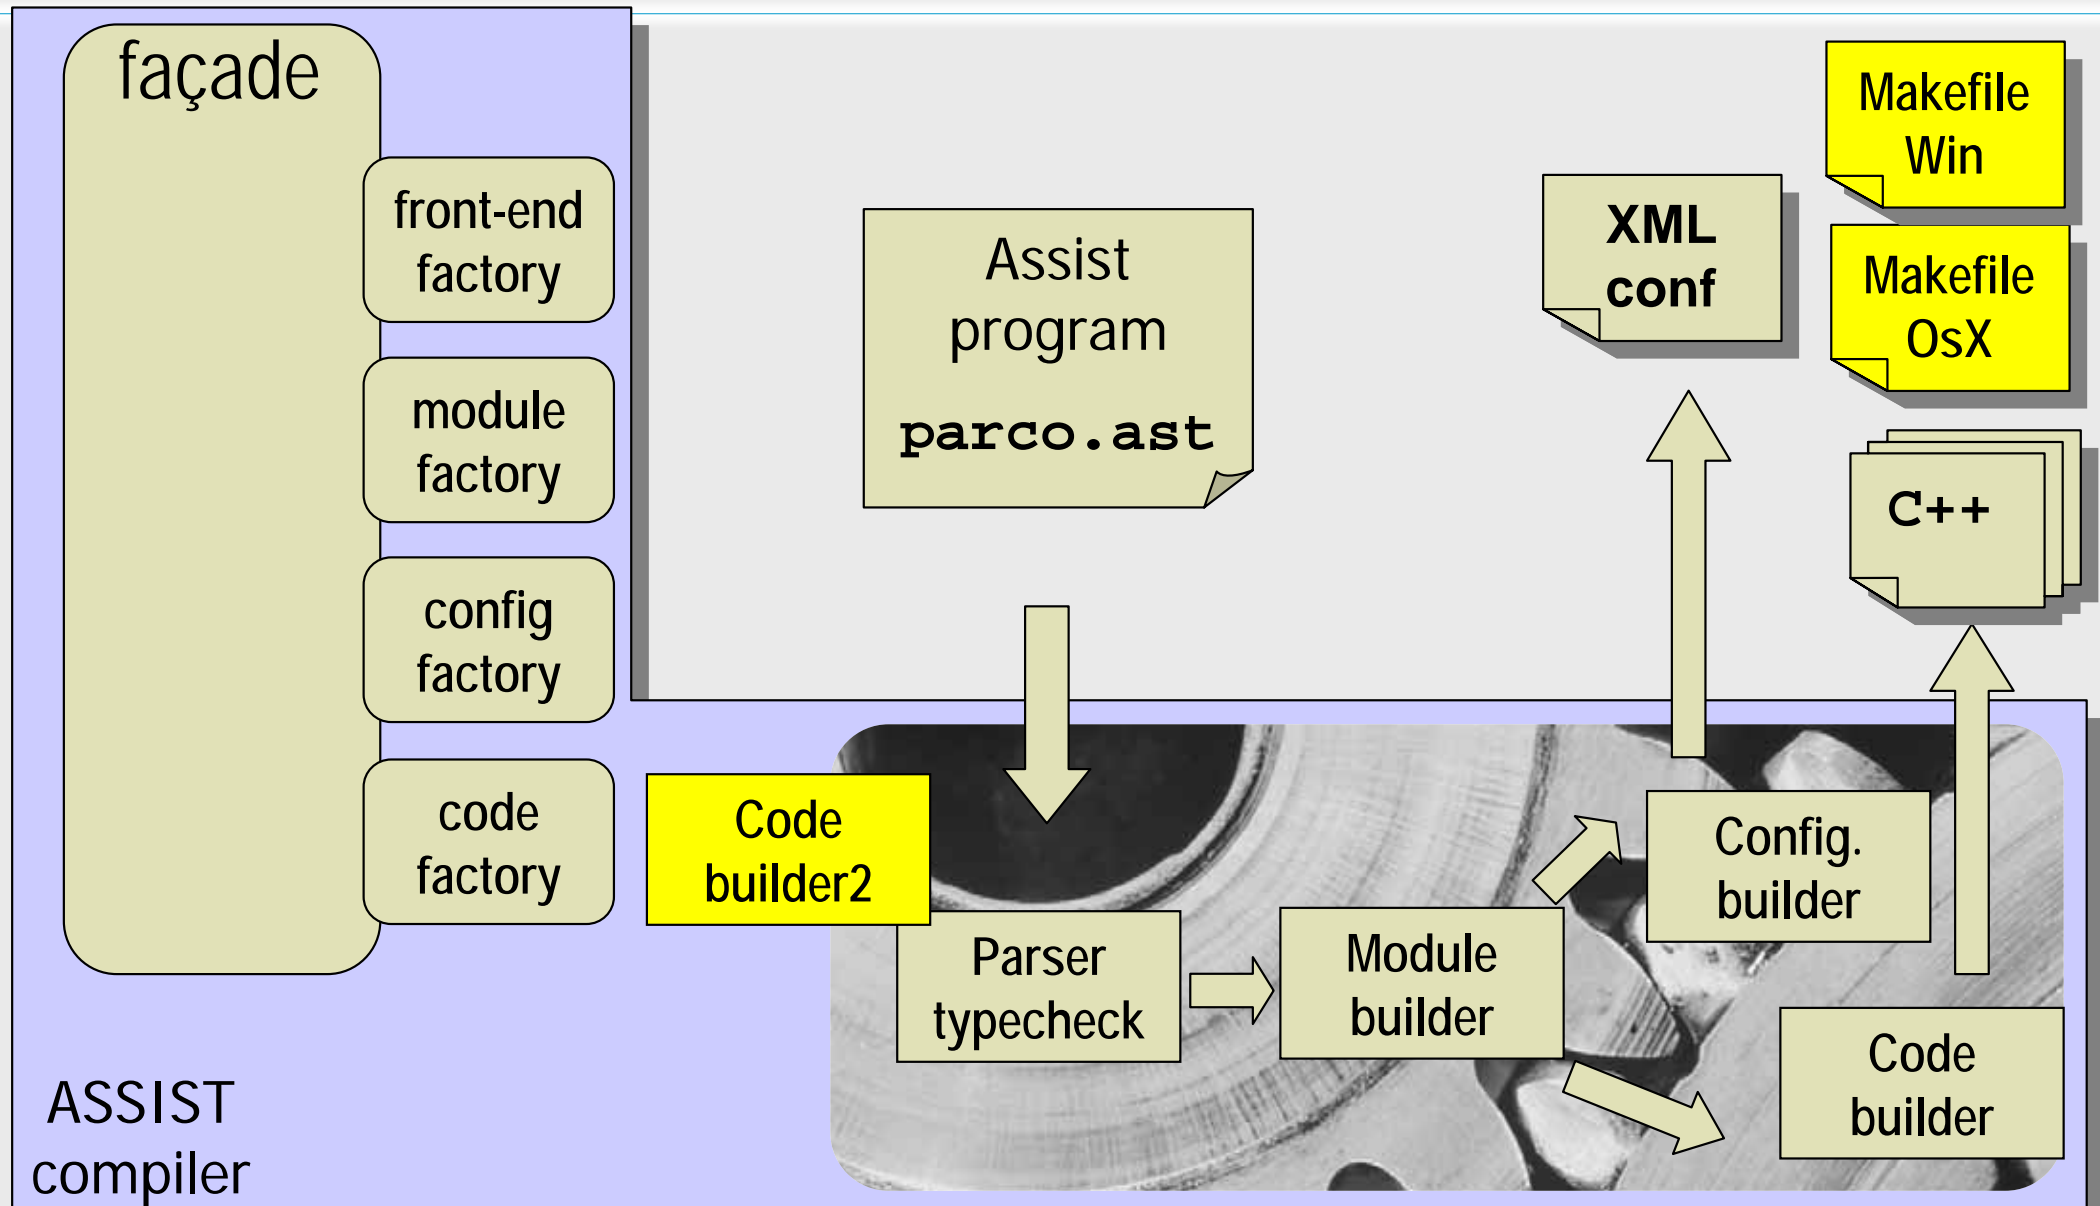 façade
front-end
factory
module
factory
config
factory
code
factory
ASSIST
compiler
Assist
program
parco.ast
XML
conf
Makefile
Win
Makefile
OsX
C++
Code
builder2
Parser
typecheck
Module
builder
Config.
builder
Code
builder